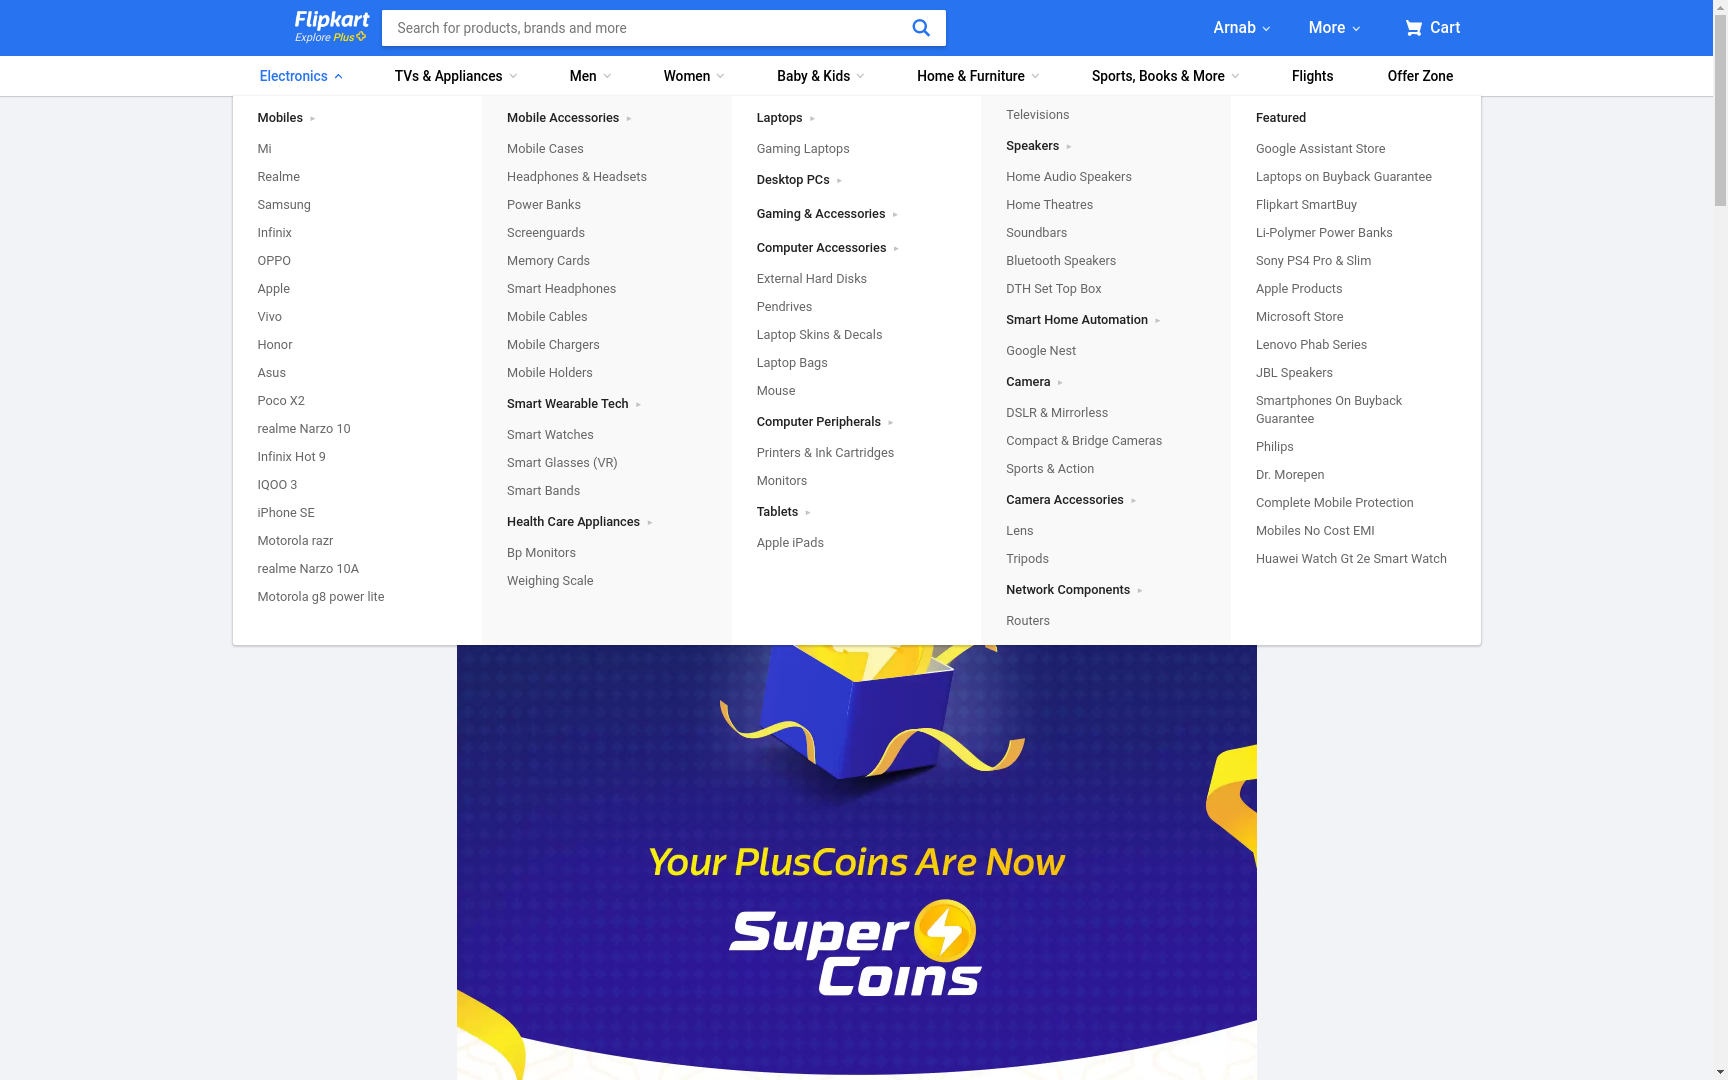 Flipkart
Explore Plus
Search for products, brands and more
Arnab
More
Cart
Electronics
TVs & Appliances
Men
Women
Baby & Kids
Home & Furniture
Sports, Books & More
Flights
Offer Zone
Mobiles
Mi
Realme
Samsung
Infinix
OPPO
Apple
Vivo
Honor
Asus
Poco X2
realme Narzo 10
Infinix Hot 9
IQOO 3
iPhone SE
Motorola razr
realme Narzo 10A
Motorola g8 power lite
Mobile Accessories
Mobile Cases
Headphones & Headsets
Power Banks
Screenguards
Memory Cards
Smart Headphones
Mobile Cables
Mobile Chargers
Mobile Holders
Smart Wearable Tech
Smart Watches
Smart Glasses (VR)
Smart Bands
Health Care Appliances
Bp Monitors
Weighing Scale
Laptops
Gaming Laptops
Desktop PCs
Gaming & Accessories
Computer Accessories
External Hard Disks
Pendrives
Laptop Skins & Decals
Laptop Bags
Mouse
Computer Peripherals
Printers & Ink Cartridges
Monitors
Tablets
Apple iPads
Televisions
Speakers
Home Audio Speakers
Home Theatres
Soundbars
Bluetooth Speakers
DTH Set Top Box
Smart Home Automation
Google Nest
Camera
DSLR & Mirrorless
Compact & Bridge Cameras
Sports & Action
Camera Accessories
Lens
Tripods
Network Components
Routers
Featured
Google Assistant Store
Laptops on Buyback Guarantee
Flipkart SmartBuy
Li-Polymer Power Banks
Sony PS4 Pro & Slim
Apple Products
Microsoft Store
Lenovo Phab Series
JBL Speakers
Smartphones On Buyback
Guarantee
Philips
Dr. Morepen
Complete Mobile Protection
Mobiles No Cost EMI
Huawei Watch Gt 2e Smart Watch
Your PlusCoins Are Now
Super
Coins